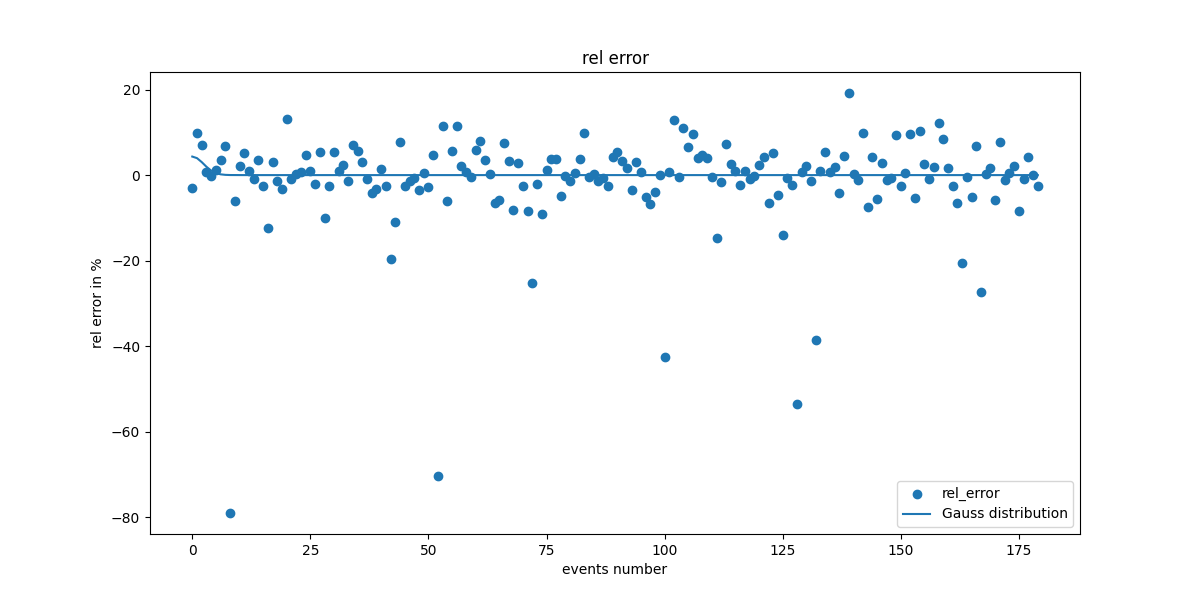 rel error
20
0
−20
−40
−60
−80
rel error in %
0 25 50 75 100 125 150 175
events number
rel_error
Gauss distribution